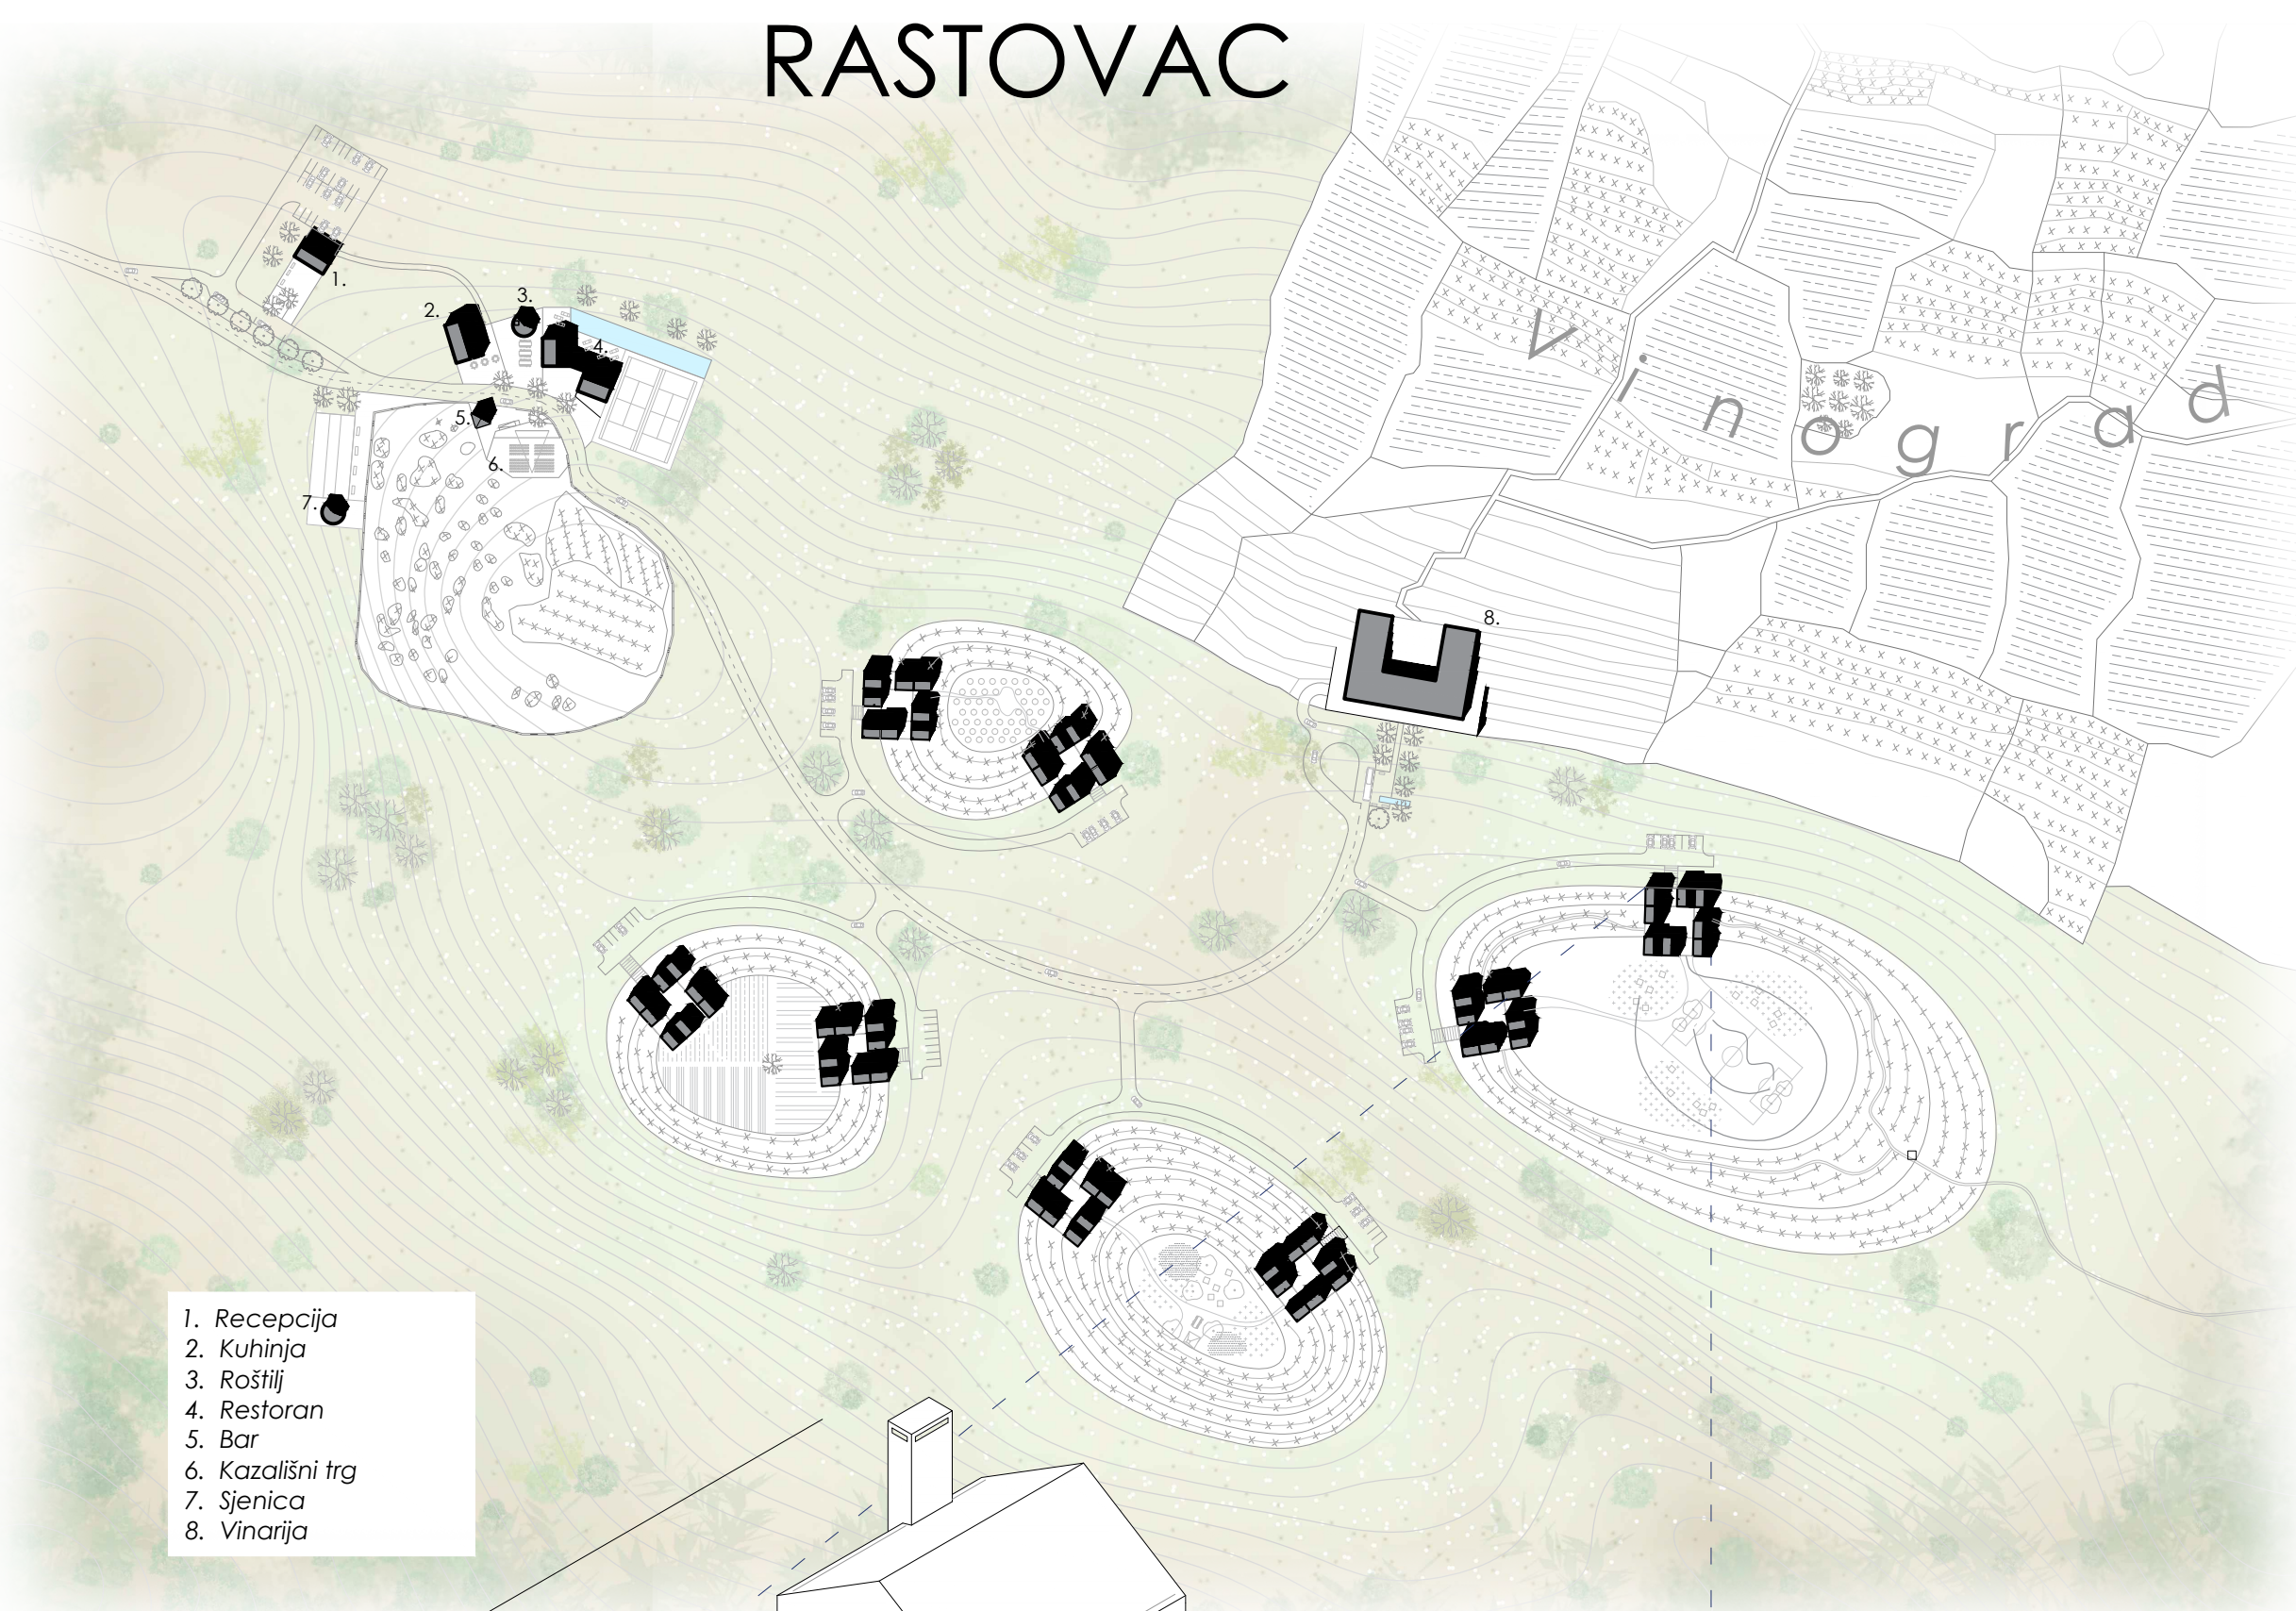 RASTOVAC
1.
2.
3.
4.
5.
6.
7.
8.
Vinograd
1. Recepcija
2. Kuhinja
3. Roštilj
4. Restoran
5. Bar
6. Kazališni trg
7. Sjenica
8. Vinarija